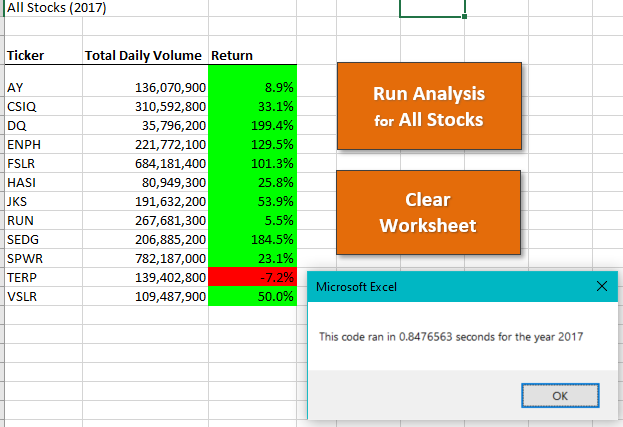 All Stocks (2017)
Ticker Total Daily Volume Return
AY 136,070,900 8.9%
CSIQ 310,592,800 33.1%
DQ 35,796,200 199.4%
ENPH 221,772,100 129.5%
FSLR 684,181,400 101.3%
HASI 80,949,300 25.8%
JKS 191,632,200 53.9%
RUN 267,681,300 5.5%
SEDG 206,885,200 184.5%
SPWR 782,187,000 23.1%
TERP 139,402,800 -7.2%
VSLR 109,487,900 50.0%
Run Analysis
for All Stocks
Clear
Worksheet
Microsoft Excel
This code ran in 0.8476563 seconds for the year 2017
OK